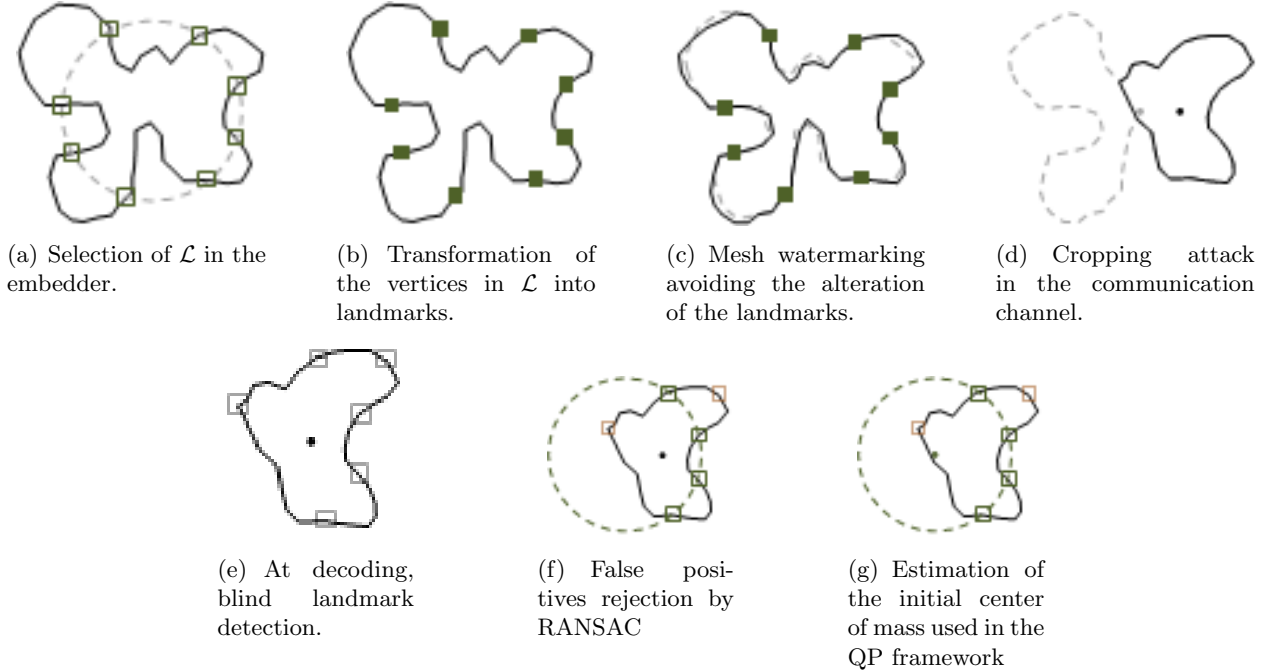 (a) Selection of ℒ in the
embedder.
(b) Transformation of
the vertices in ℒ into
landmarks.
(c) Mesh watermarking
avoiding the alteration
of the landmarks.
(d) Cropping attack
in the communication
channel.
(e) At decoding,
blind landmark
detection.
(f) False posi-
tives rejection by
RANSAC
(g) Estimation of
the initial center
of mass used in the
QP framework